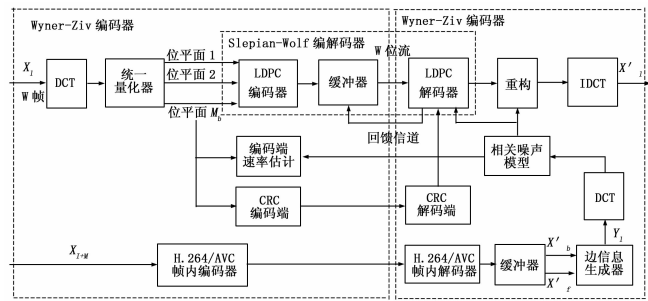 Wyner-Ziv 编码器
Wyner-Ziv 编码器
Slepian-Wolf 编解码器
位平面 1
位平面 2
位平面 M_b
W 位流
X_l
W 帧
DCT
统一
量化器
LDPC
编码器
缓冲器
LDPC
解码器
重构
IDCT
X'_l
回馈信道
编码端
速率估计
相关噪声
模型
CRC
编码端
CRC
解码端
DCT
Y_l
X_{I+M}
H.264/AVC
帧内编码器
H.264/AVC
帧内解码器
缓冲器
X'_b
X'_f
边信息
生成器